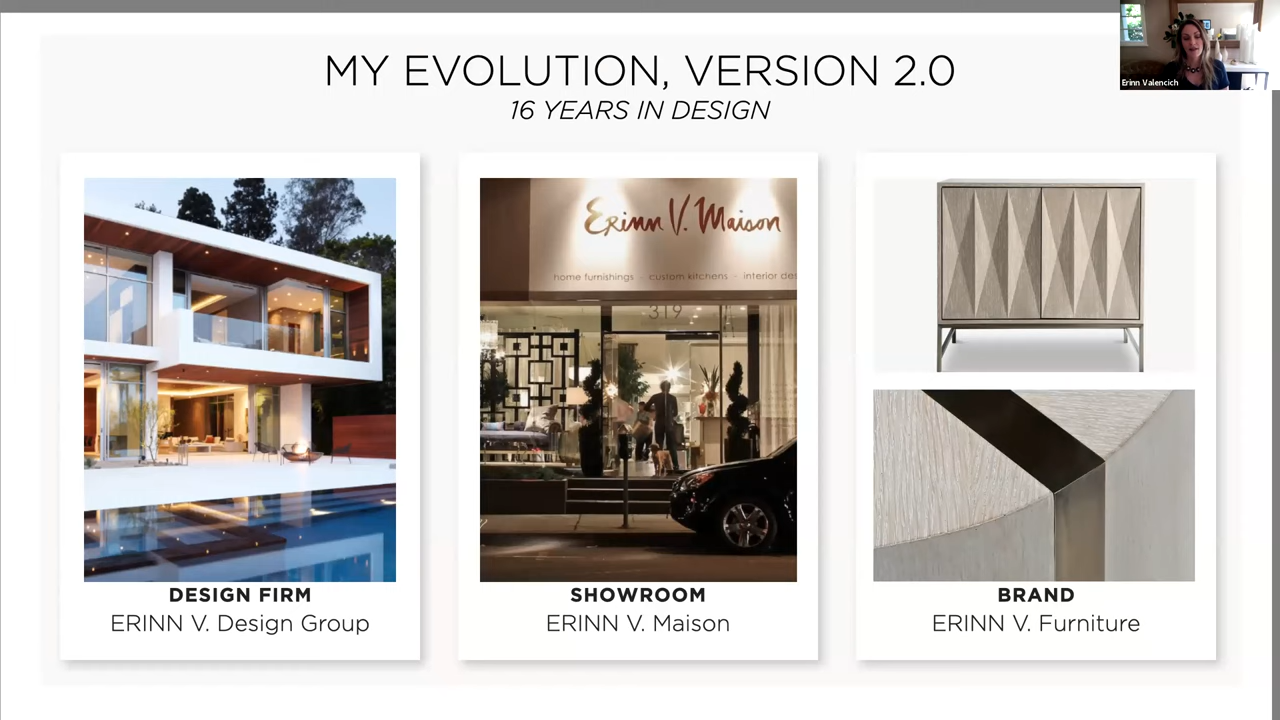 MY EVOLUTION, VERSION 2.0
16 YEARS IN DESIGN
Erinn Valencich
Erinn V. Maison
home furnishings - custom kitchens - interior des
319
DESIGN FIRM
ERINN V. Design Group
SHOWROOM
ERINN V. Maison
BRAND
ERINN V. Furniture